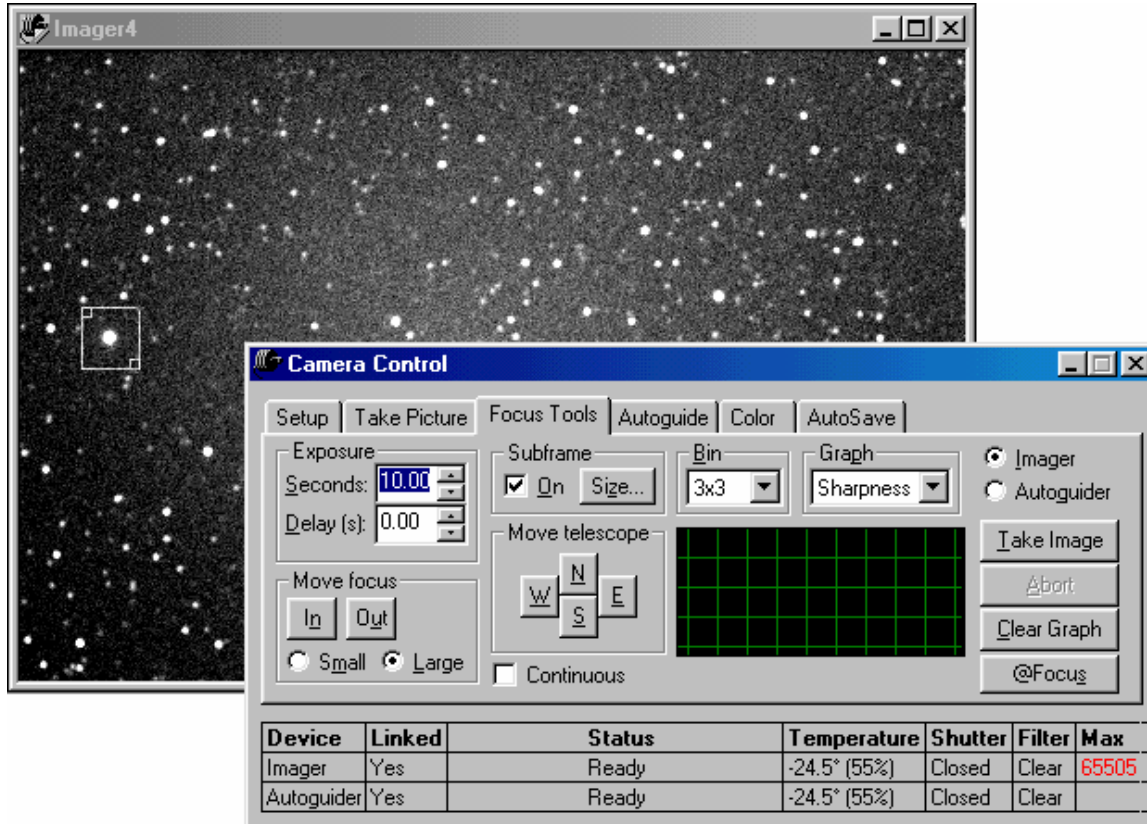 Imager4
Camera Control
Setup Take Picture Focus Tools Autoguide Color AutoSave
Exposure
Seconds: 10.00
Delay (s): 0.00
Subframe
On Size...
Bin
3x3
Graph
Sharpness
Imager
Autoguider
Move focus
In Out
Small Large
Move telescope
N
W E
S
Continuous
Take Image
Abort
Clear Graph
@Focus
Device Linked Status Temperature Shutter Filter Max
Imager Yes Ready -24.5° (55%) Closed Clear 65505
Autoguider Yes Ready -24.5° (55%) Closed Clear